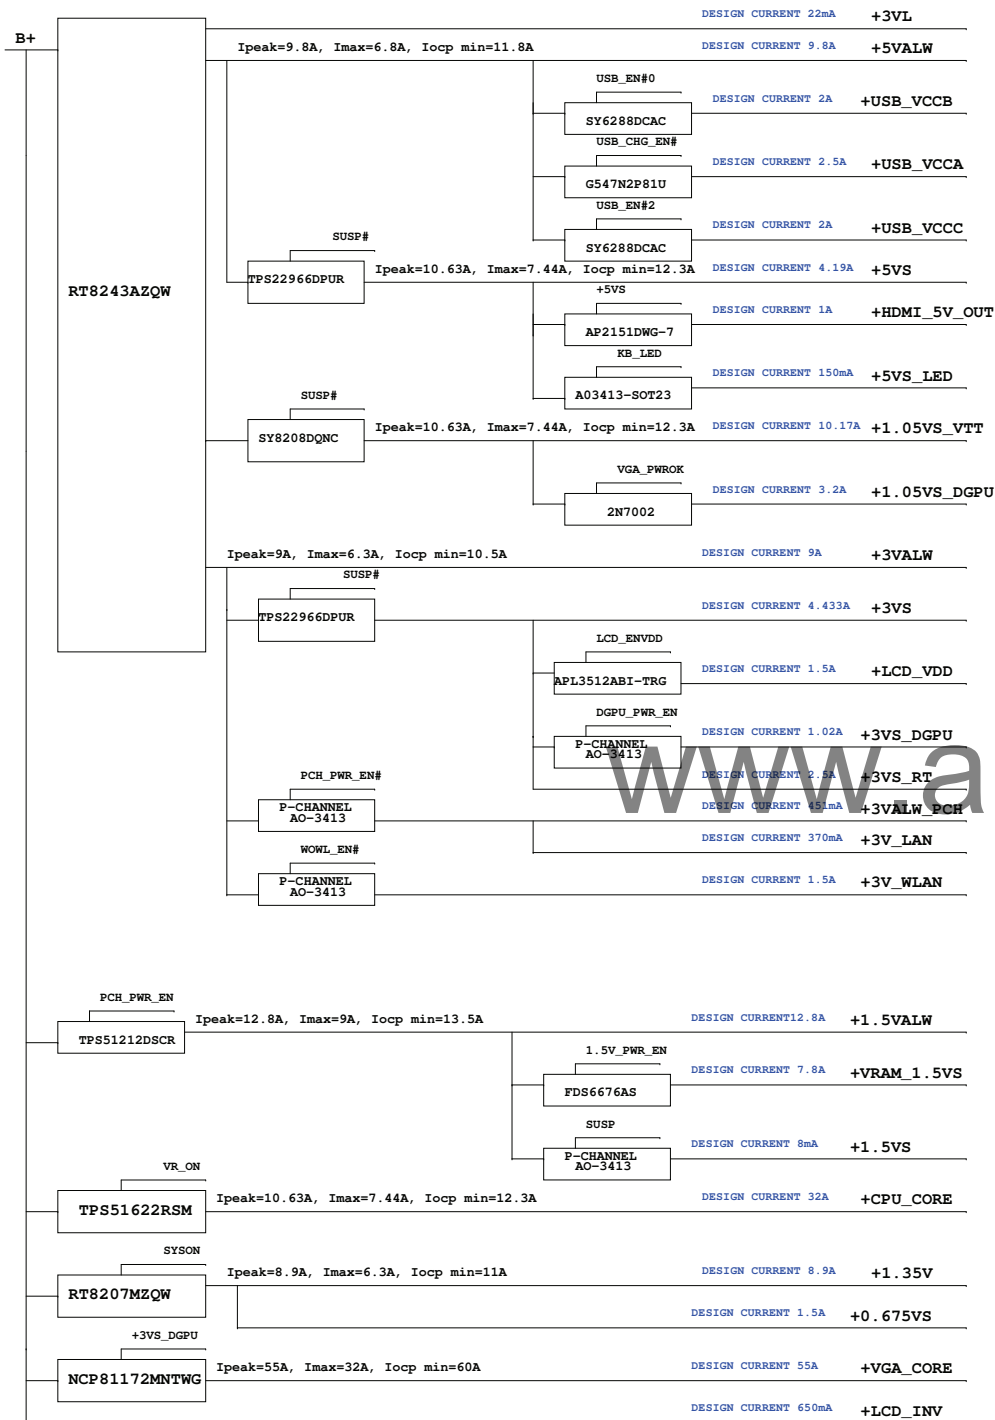 DESIGN CURRENT 22mA +3VL
B+
Ipeak=9.8A, Imax=6.8A, Iocp min=11.8A DESIGN CURRENT 9.8A +5VALW
USB_EN#0
DESIGN CURRENT 2A +USB_VCCB
SY6288DCAC
USB_CHG_EN#
DESIGN CURRENT 2.5A +USB_VCCA
G547N2P81U
USB_EN#2
DESIGN CURRENT 2A +USB_VCCC
SY6288DCAC
SUSP#
TPS22966DPUR
Ipeak=10.63A, Imax=7.44A, Iocp min=12.3A DESIGN CURRENT 4.19A +5VS
RT8243AZQW
+5VS
DESIGN CURRENT 1A +HDMI_5V_OUT
AP2151DWG-7
KB_LED
DESIGN CURRENT 150mA +5VS_LED
A03413-SOT23
SUSP#
SY8208DQNC
Ipeak=10.63A, Imax=7.44A, Iocp min=12.3A DESIGN CURRENT 10.17A +1.05VS_VTT
VGA_PWROK
DESIGN CURRENT 3.2A +1.05VS_DGPU
2N7002
Ipeak=9A, Imax=6.3A, Iocp min=10.5A DESIGN CURRENT 9A +3VALW
SUSP#
TPS22966DPUR
DESIGN CURRENT 4.433A +3VS
LCD_ENVDD
DESIGN CURRENT 1.5A +LCD_VDD
APL3512ABI-TRG
DGPU_PWR_EN
DESIGN CURRENT 1.02A +3VS_DGPU
P-CHANNEL
AO-3413
www.a
DESIGN CURRENT 2.5A +3VS_RT
PCH_PWR_EN#
P-CHANNEL
AO-3413
DESIGN CURRENT 451mA +3VALW_PCH
DESIGN CURRENT 370mA +3V_LAN
WOWL_EN#
P-CHANNEL
AO-3413
DESIGN CURRENT 1.5A +3V_WLAN
PCH_PWR_EN
TPS51212DSCR
Ipeak=12.8A, Imax=9A, Iocp min=13.5A DESIGN CURRENT12.8A +1.5VALW
1.5V_PWR_EN
DESIGN CURRENT 7.8A +VRAM_1.5VS
FDS6676AS
SUSP
DESIGN CURRENT 8mA +1.5VS
P-CHANNEL
AO-3413
VR_ON
TPS51622RSM
Ipeak=10.63A, Imax=7.44A, Iocp min=12.3A DESIGN CURRENT 32A +CPU_CORE
SYSON
RT8207MZQW
Ipeak=8.9A, Imax=6.3A, Iocp min=11A DESIGN CURRENT 8.9A +1.35V
DESIGN CURRENT 1.5A +0.675VS
+3VS_DGPU
NCP81172MNTWG
Ipeak=55A, Imax=32A, Iocp min=60A DESIGN CURRENT 55A +VGA_CORE
DESIGN CURRENT 650mA +LCD_INV